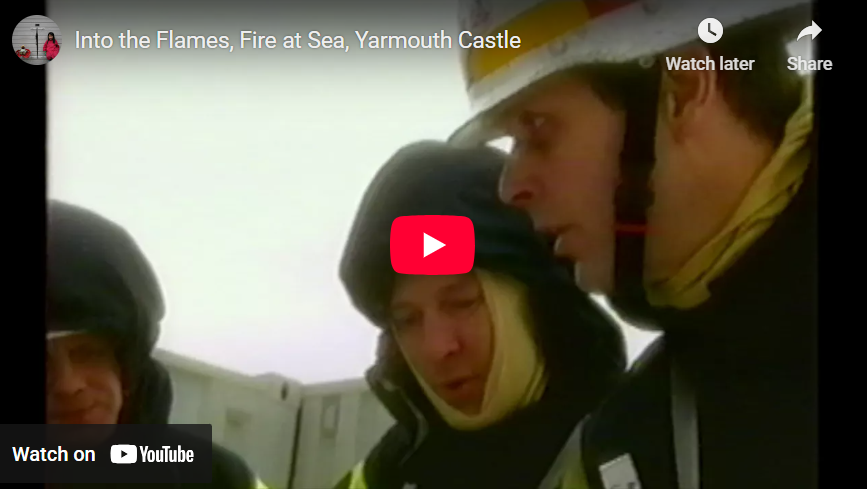 Into the Flames, Fire at Sea, Yarmouth Castle
Watch later
Share
Watch on YouTube